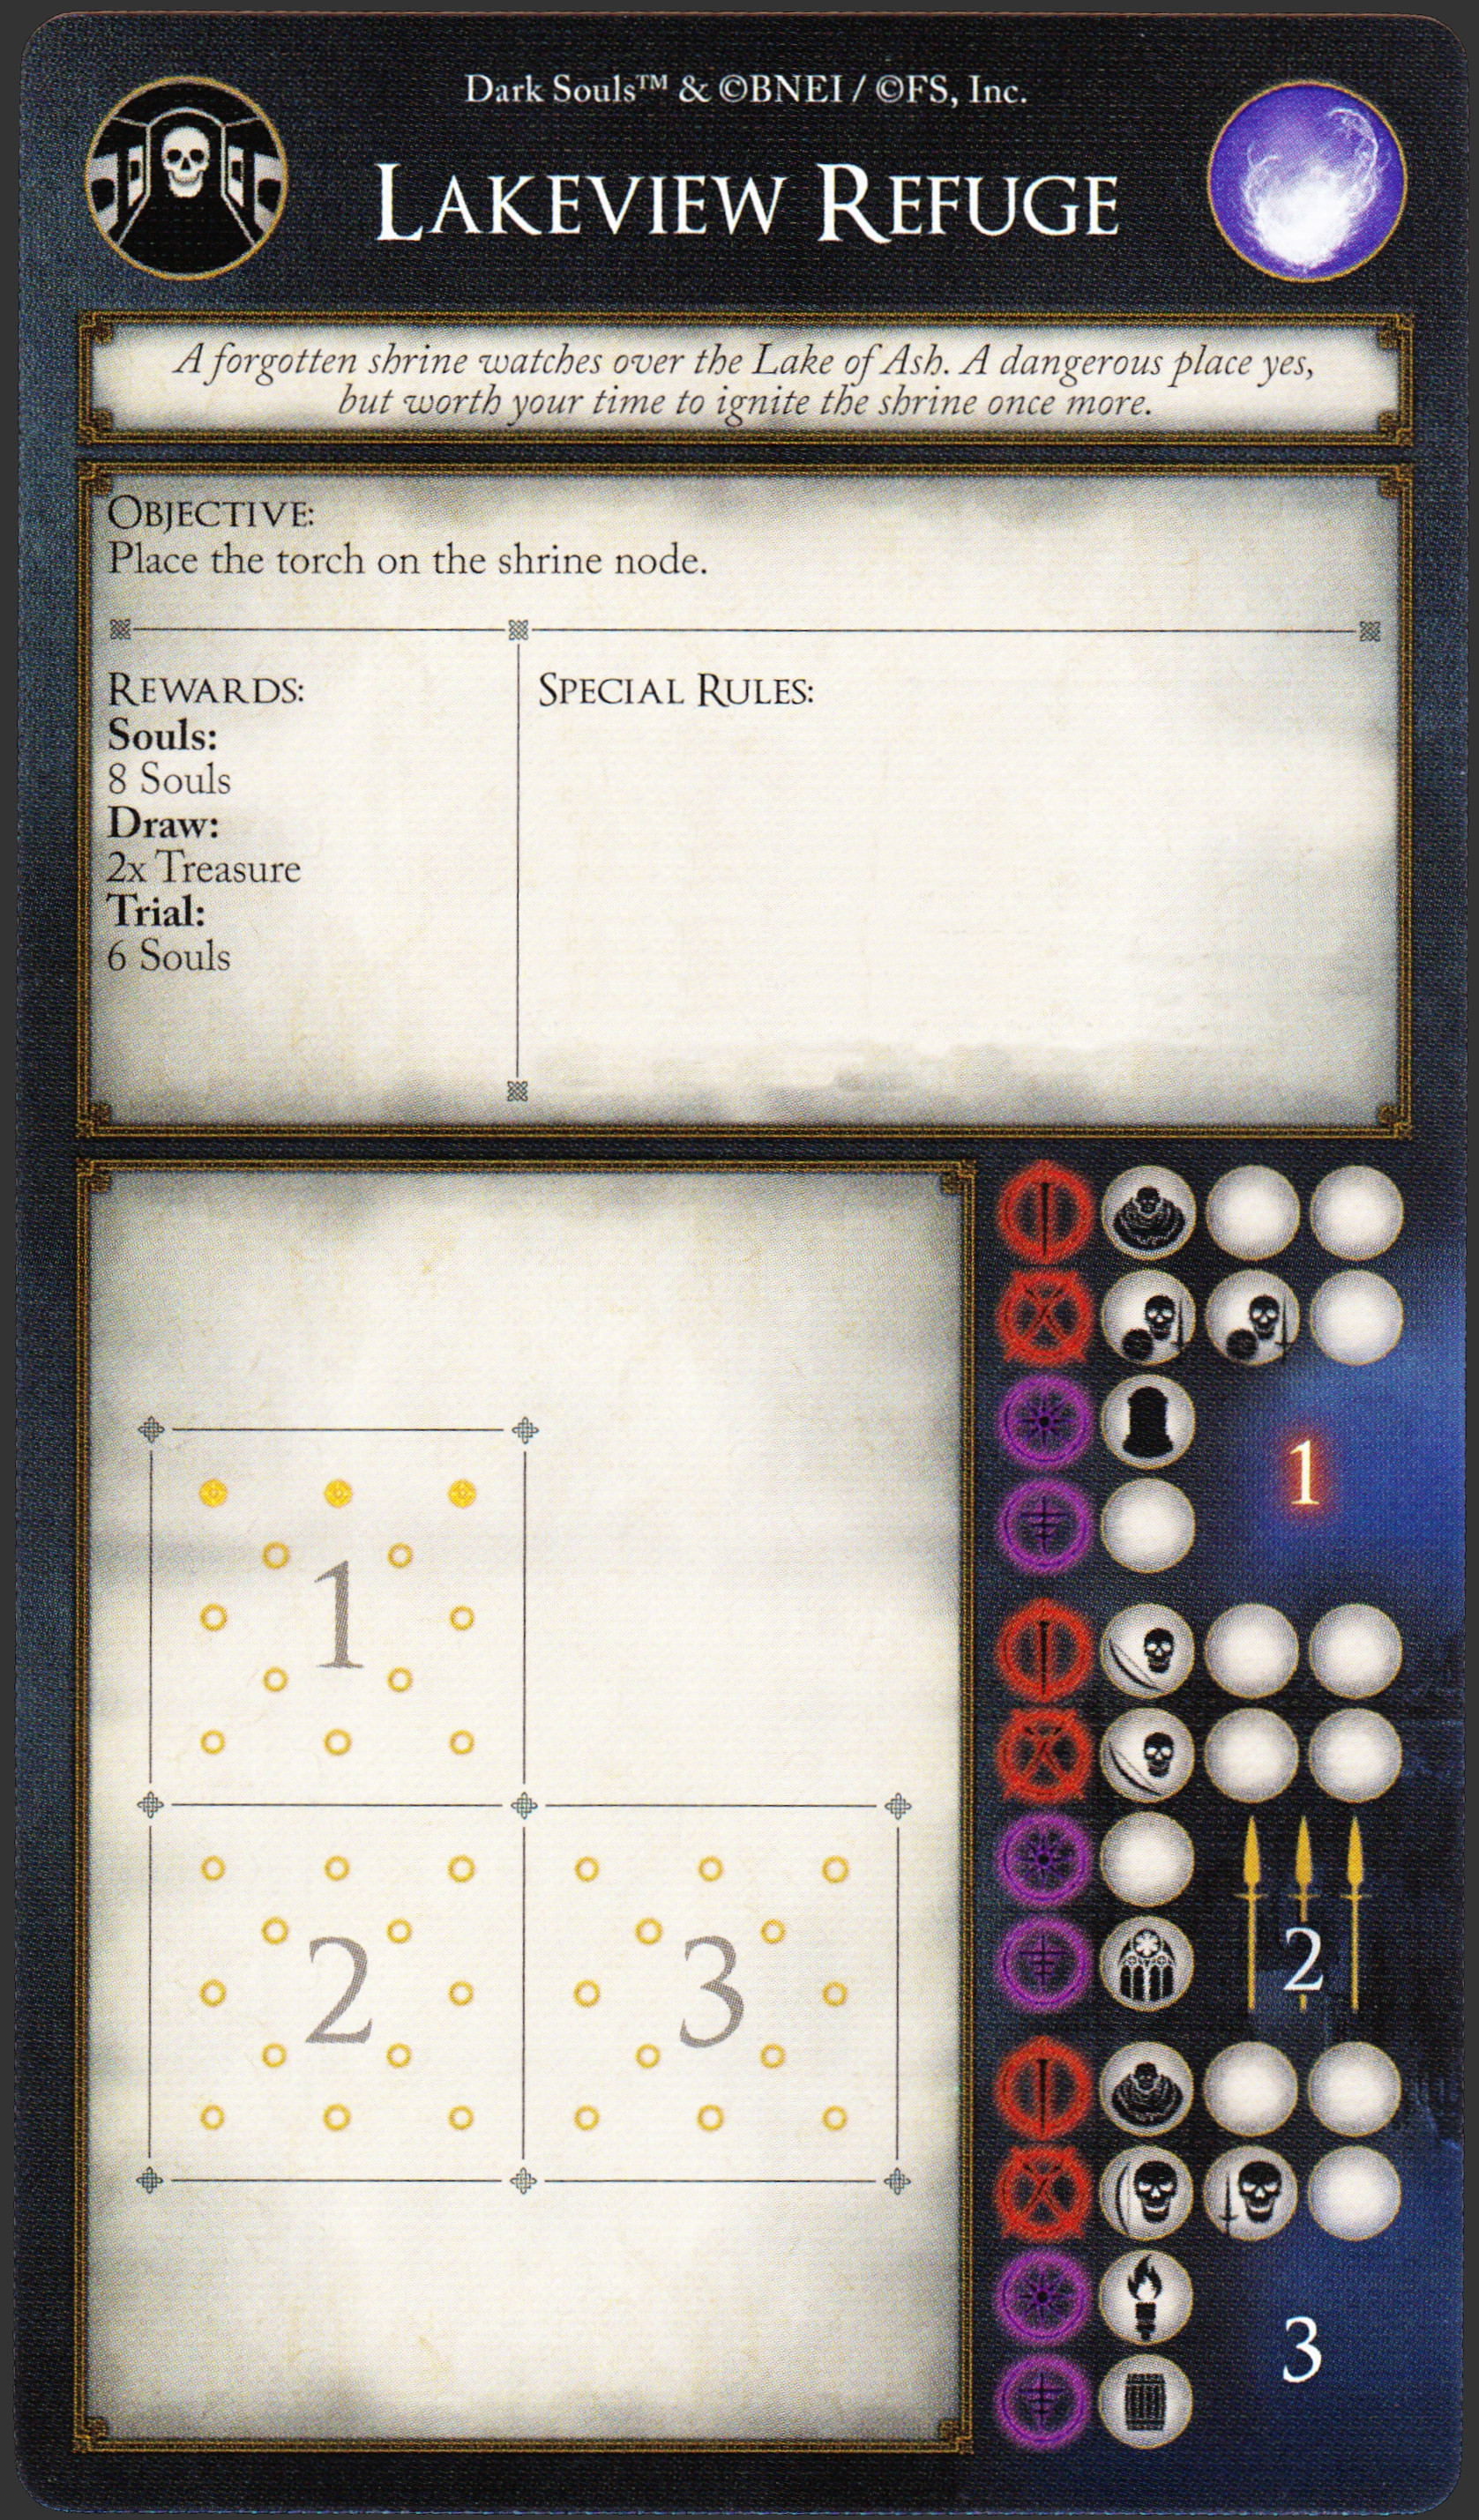 Dark Souls™ & ©BNEI / ©FS, Inc.
Lakeview Refuge
A forgotten shrine watches over the Lake of Ash. A dangerous place yes,
but worth your time to ignite the shrine once more.
Objective:
Place the torch on the shrine node.
Rewards:
Souls:
8 Souls
Draw:
2x Treasure
Trial:
6 Souls
Special Rules:
1
2
3
1
2
3